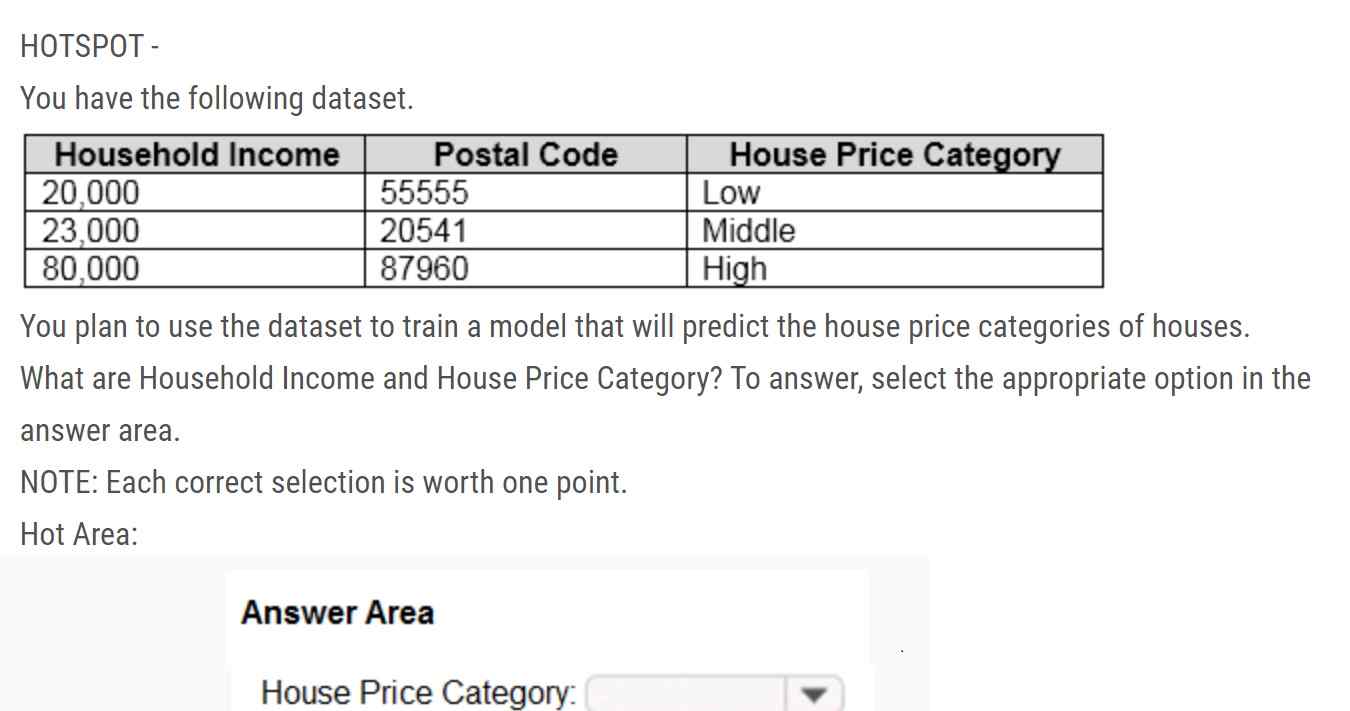 HOTSPOT -
You have the following dataset.
Household Income Postal Code House Price Category
20,000 55555 Low
23,000 20541 Middle
80,000 87960 High
You plan to use the dataset to train a model that will predict the house price categories of houses.
What are Household Income and House Price Category? To answer, select the appropriate option in the
answer area.
NOTE: Each correct selection is worth one point.
Hot Area:
Answer Area
House Price Category: